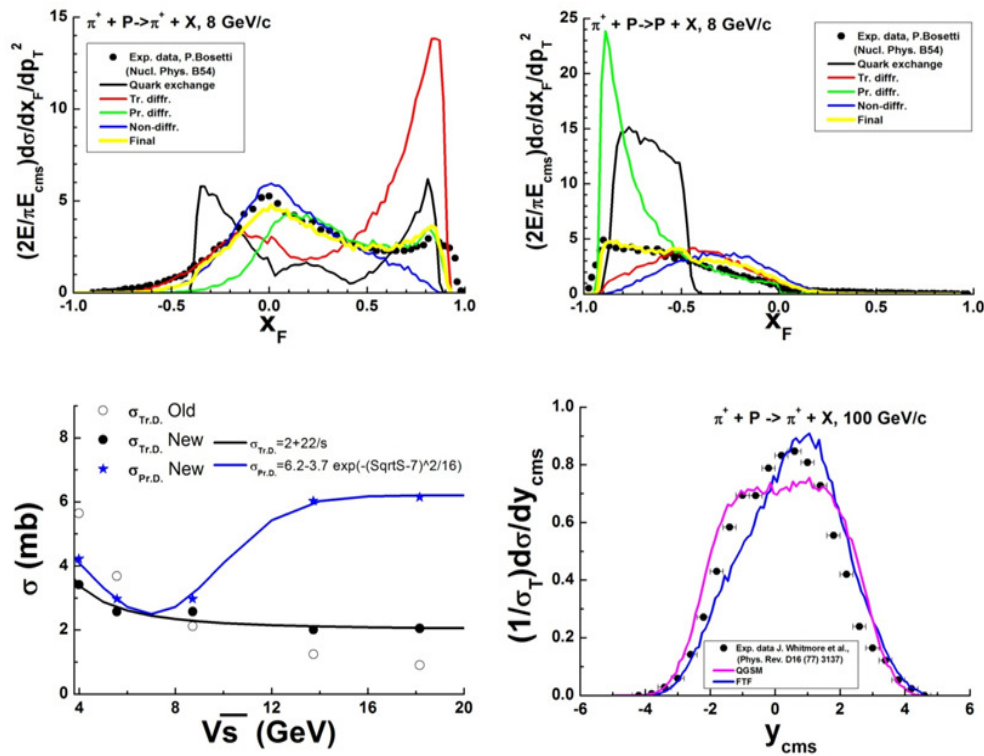 π⁺ + P->π⁺ + X, 8 GeV/c
Exp. data, P.Bosetti
(Nucl. Phys. B54)
Quark exchange
Tr. diffr.
Pr. diffr.
Non-diffr.
Final
(2E/πE_cms)dσ/dx_F/dp_T²
15
10
5
0
-1.0
-0.5
0.0
0.5
1.0
X_F
π⁺ + P->P + X, 8 GeV/c
Exp. data, P.Bosetti
(Nucl. Phys. B54)
Quark exchange
Tr. diffr.
Pr. diffr.
Non-diffr.
Final
(2E/πE_cms)dσ/dx_F/dp_T²
25
20
15
10
5
0
-1.0
-0.5
0.0
0.5
1.0
X_F
σ_Tr.D. Old
σ_Tr.D. New
σ_Pr.D. New
σ_Tr.D.=2+22/s
σ_Pr.D.=6.2-3.7 exp(-(SqrtS-7)^2/16)
σ (mb)
8
6
4
2
0
4
8
12
16
20
V̅s̅ (GeV)
π⁺ + P -> π⁺ + X, 100 GeV/c
Exp. data J. Whitmore et al.,
(Phys. Rev. D16 (77) 3137)
QGSM
FTF
(1/σ_T)dσ/dy_cms
1.0
0.8
0.6
0.4
0.2
0.0
-6
-4
-2
0
2
4
6
y_cms